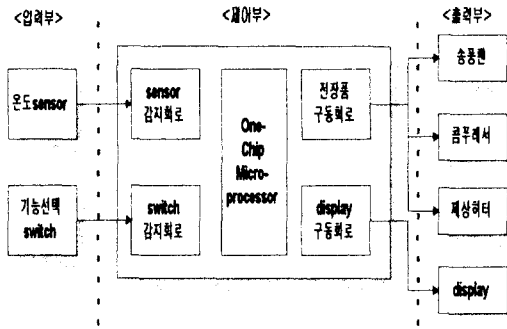 <입력부>
<제어부>
<출력부>
온도sensor
기능선택
switch
sensor
감지회로
switch
감지회로
One-
Chip
Micro-
processor
전장품
구동회로
display
구동회로
송풍팬
콤푸레서
제상히터
display